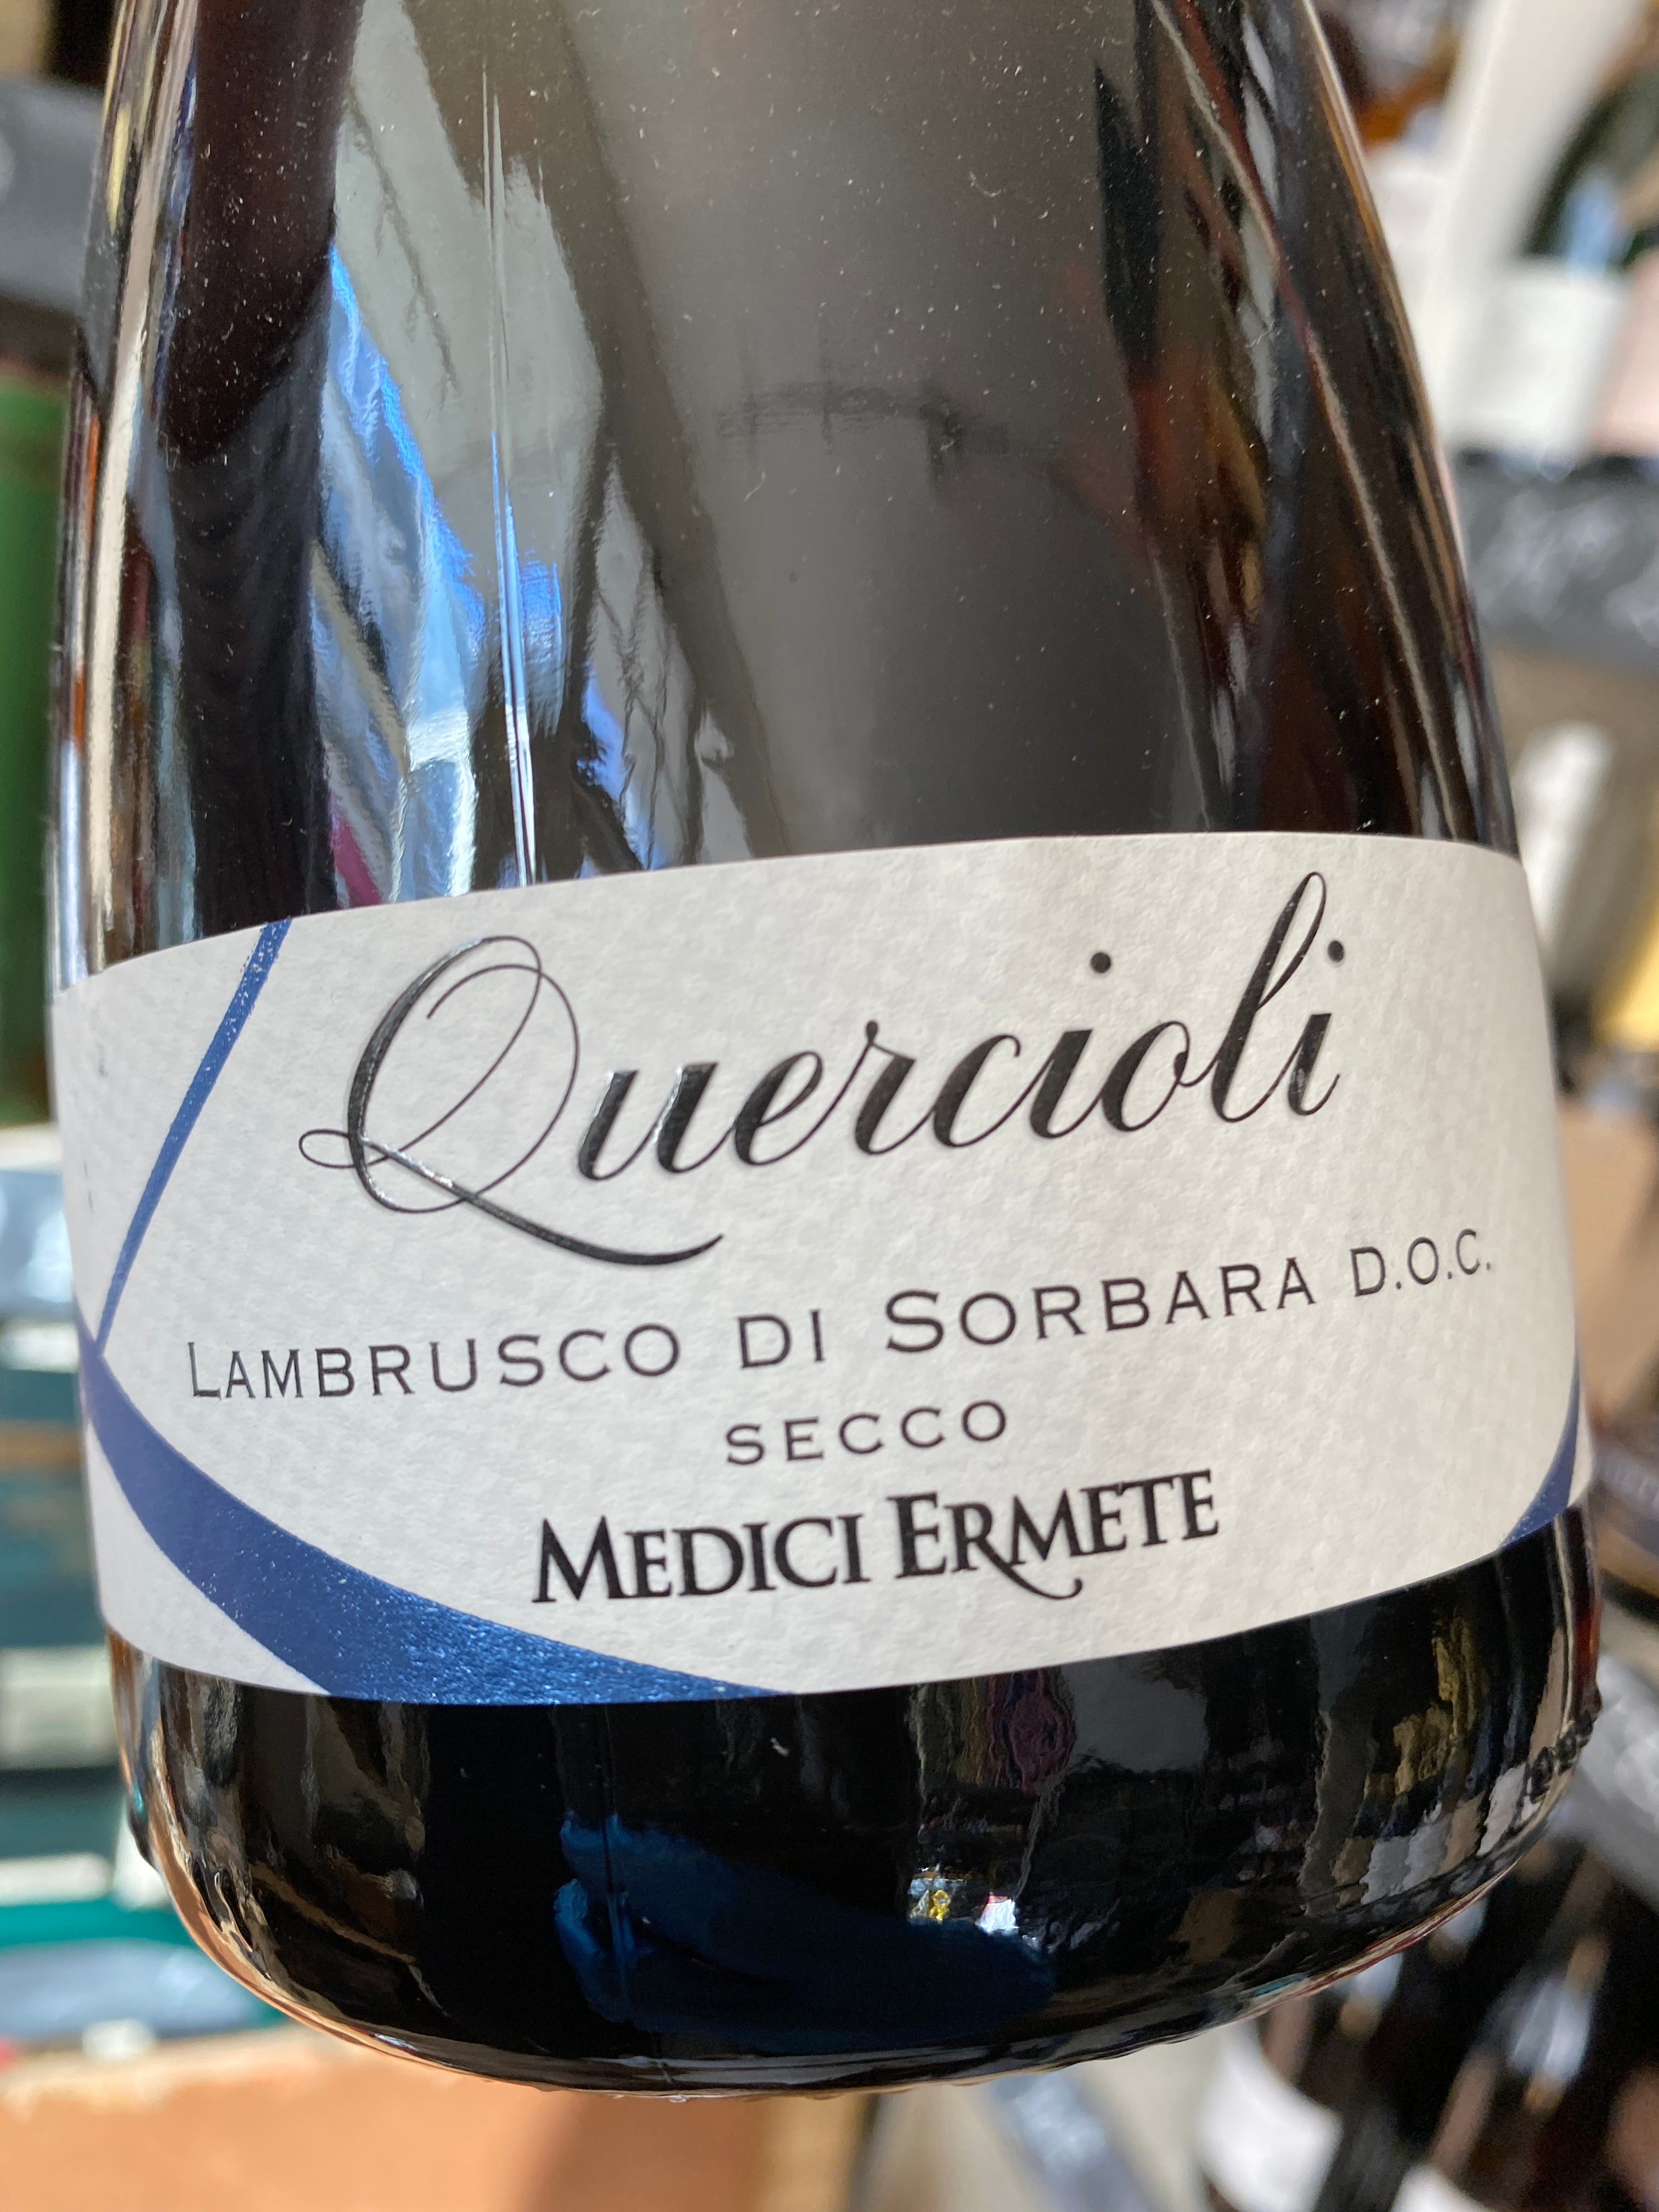 Quercioli
LAMBRUSCO DI SORBARA D.O.C.
SECCO
MEDICI ERMETE